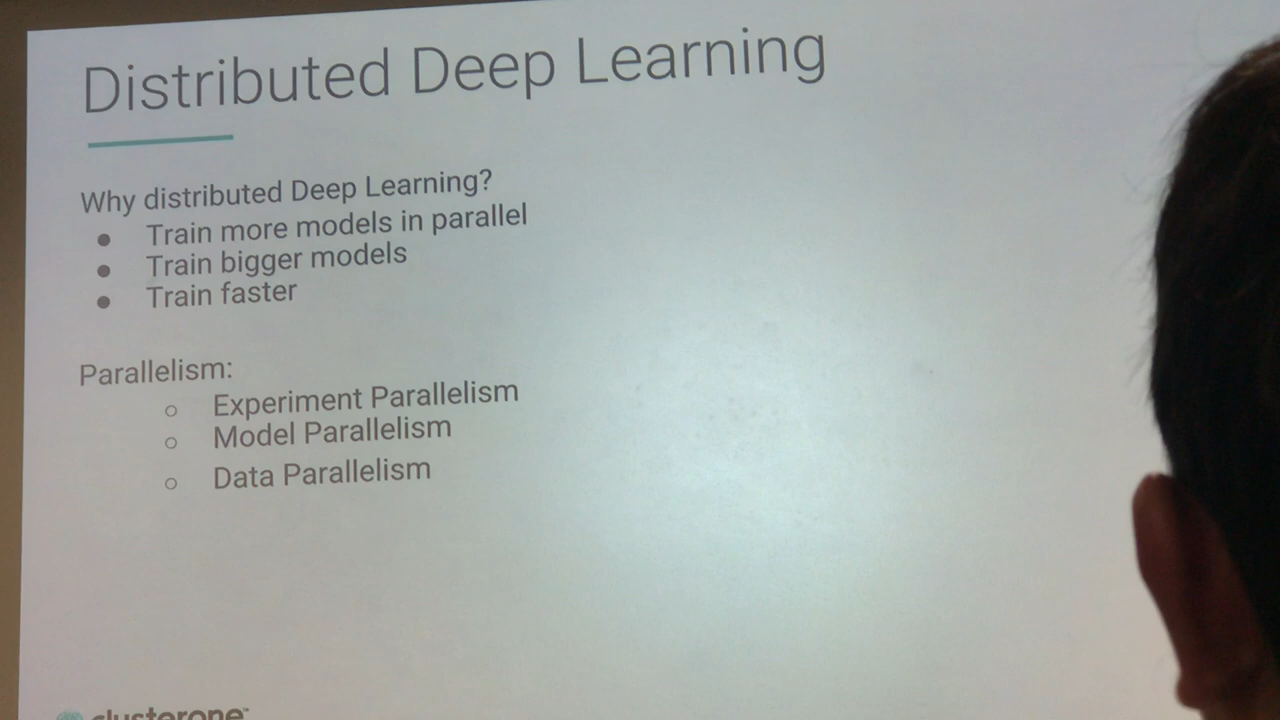 Distributed Deep Learning
Why distributed Deep Learning?
● Train more models in parallel
● Train bigger models
● Train faster
Parallelism:
○ Experiment Parallelism
○ Model Parallelism
○ Data Parallelism
clusterone™